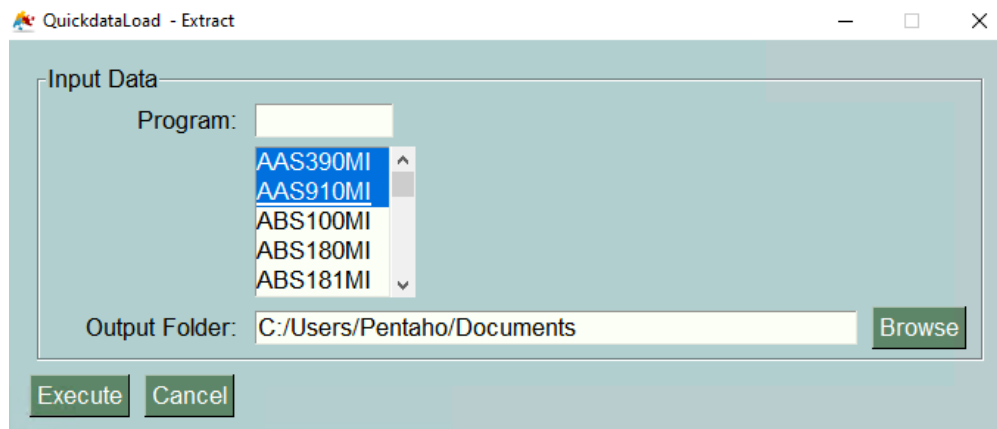 QuickdataLoad - Extract
Input Data
Program:
AAS390MI
AAS910MI
ABS100MI
ABS180MI
ABS181MI
Output Folder: C:/Users/Pentaho/Documents Browse
Execute Cancel